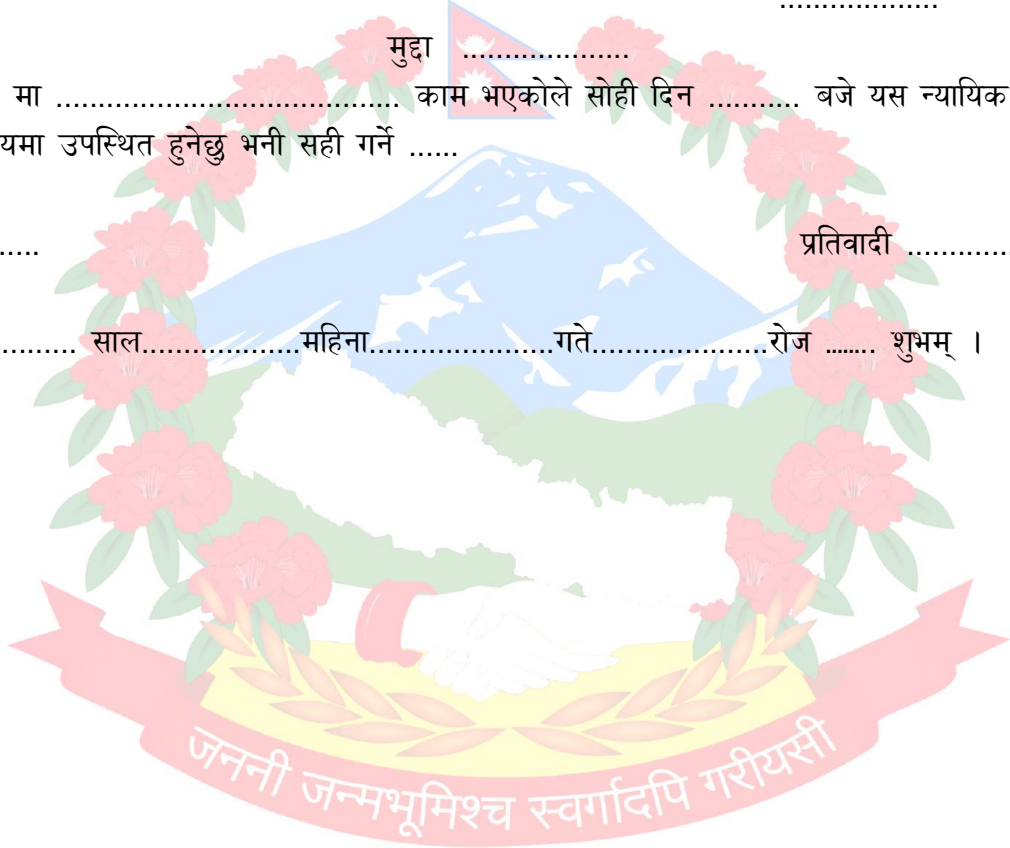 ...................
मुद्दा ....................
मा ......................................... काम भएकोले सोही दिन ........... बजे यस न्यायिक
यमा उपस्थित हुनेछु भनी सही गर्ने ......
..... प्रतिवादी .............
......... साल...................महिना......................गते.....................रोज ........ शुभम् ।
जननी जन्मभूमिश्च स्वर्गादपि गरीयसी